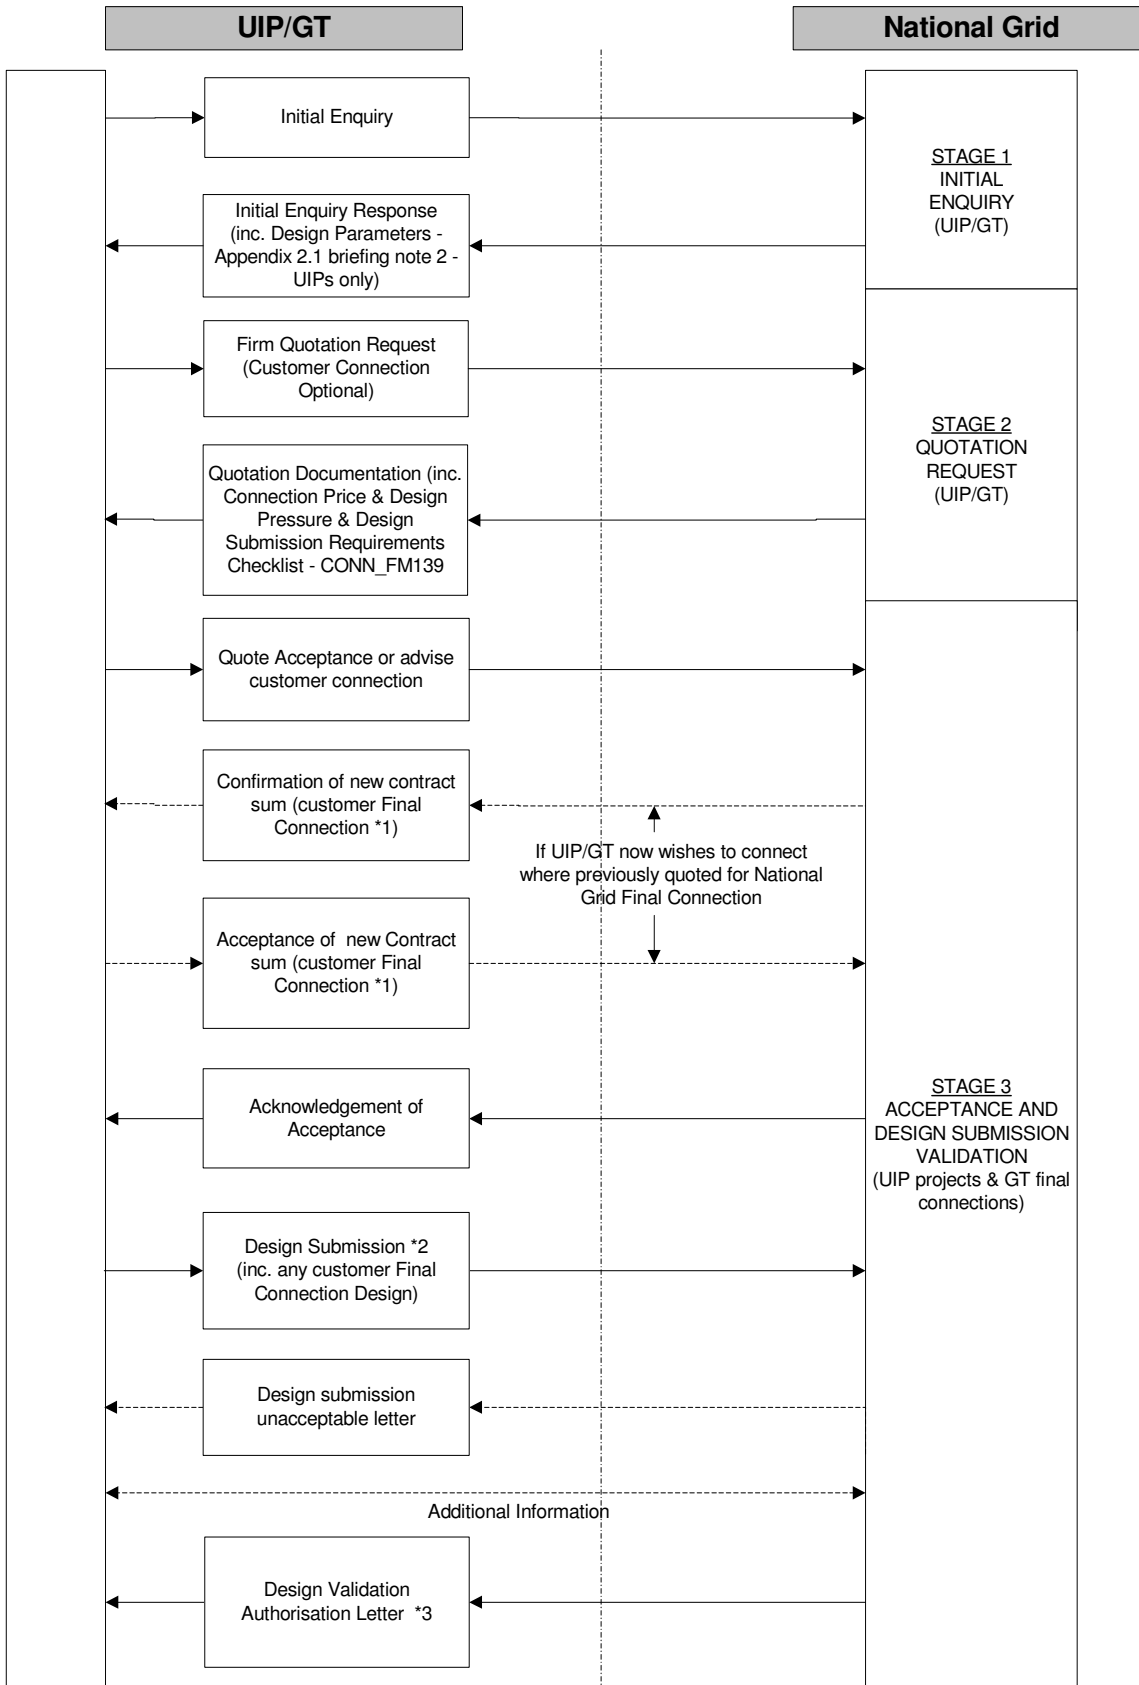 UIP/GT
National Grid
Initial Enquiry
STAGE 1
INITIAL
ENQUIRY
(UIP/GT)
Initial Enquiry Response
(inc. Design Parameters -
Appendix 2.1 briefing note 2 -
UIPs only)
Firm Quotation Request
(Customer Connection
Optional)
STAGE 2
QUOTATION
REQUEST
(UIP/GT)
Quotation Documentation (inc.
Connection Price & Design
Pressure & Design
Submission Requirements
Checklist - CONN_FM139
Quote Acceptance or advise
customer connection
Confirmation of new contract
sum (customer Final
Connection *1)
If UIP/GT now wishes to connect
where previously quoted for National
Grid Final Connection
Acceptance of  new Contract
sum (customer Final
Connection *1)
Acknowledgement of
Acceptance
STAGE 3
ACCEPTANCE AND
DESIGN SUBMISSION
VALIDATION
(UIP projects & GT final
connections)
Design Submission *2
(inc. any customer Final
Connection Design)
Design submission
unacceptable letter
Additional Information
Design Validation
Authorisation Letter  *3